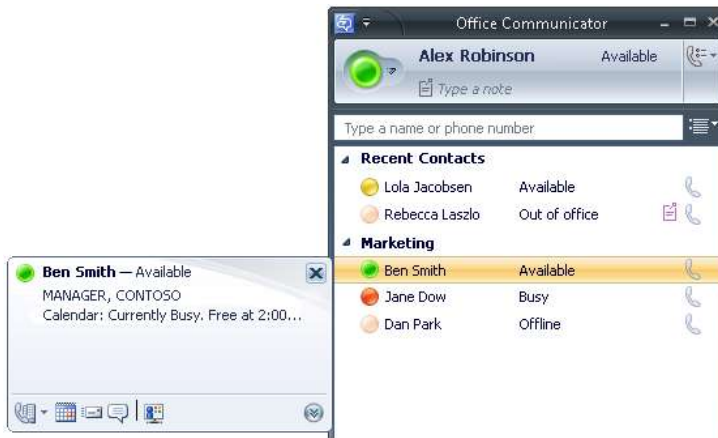 Office Communicator
Alex Robinson Available
Type a note
Type a name or phone number
Recent Contacts
Lola Jacobsen Available
Rebecca Laszlo Out of office
Marketing
Ben Smith Available
Jane Dow Busy
Dan Park Offline
Ben Smith — Available
MANAGER, CONTOSO
Calendar: Currently Busy. Free at 2:00...